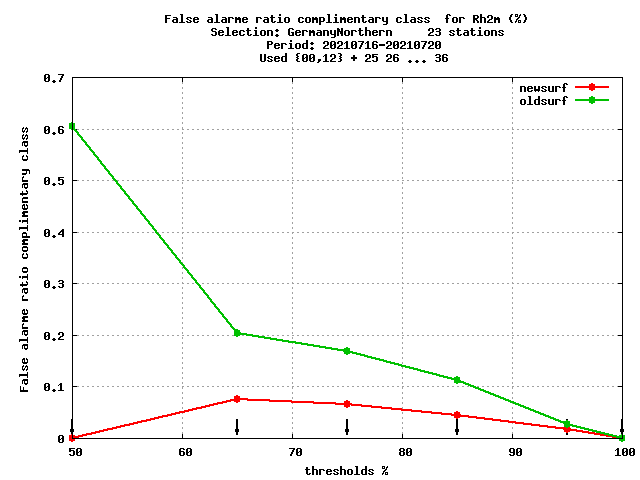 False alarme ratio complimentary class  for Rh2m (%)
Selection: GermanyNorthern     23 stations
Period: 20210716-20210720
Used {00,12} + 25 26 ... 36
newsurf
oldsurf
False alarme ratio complimentary class
0.7
0.6
0.5
0.4
0.3
0.2
0.1
0
50 60 70 80 90 100
thresholds %